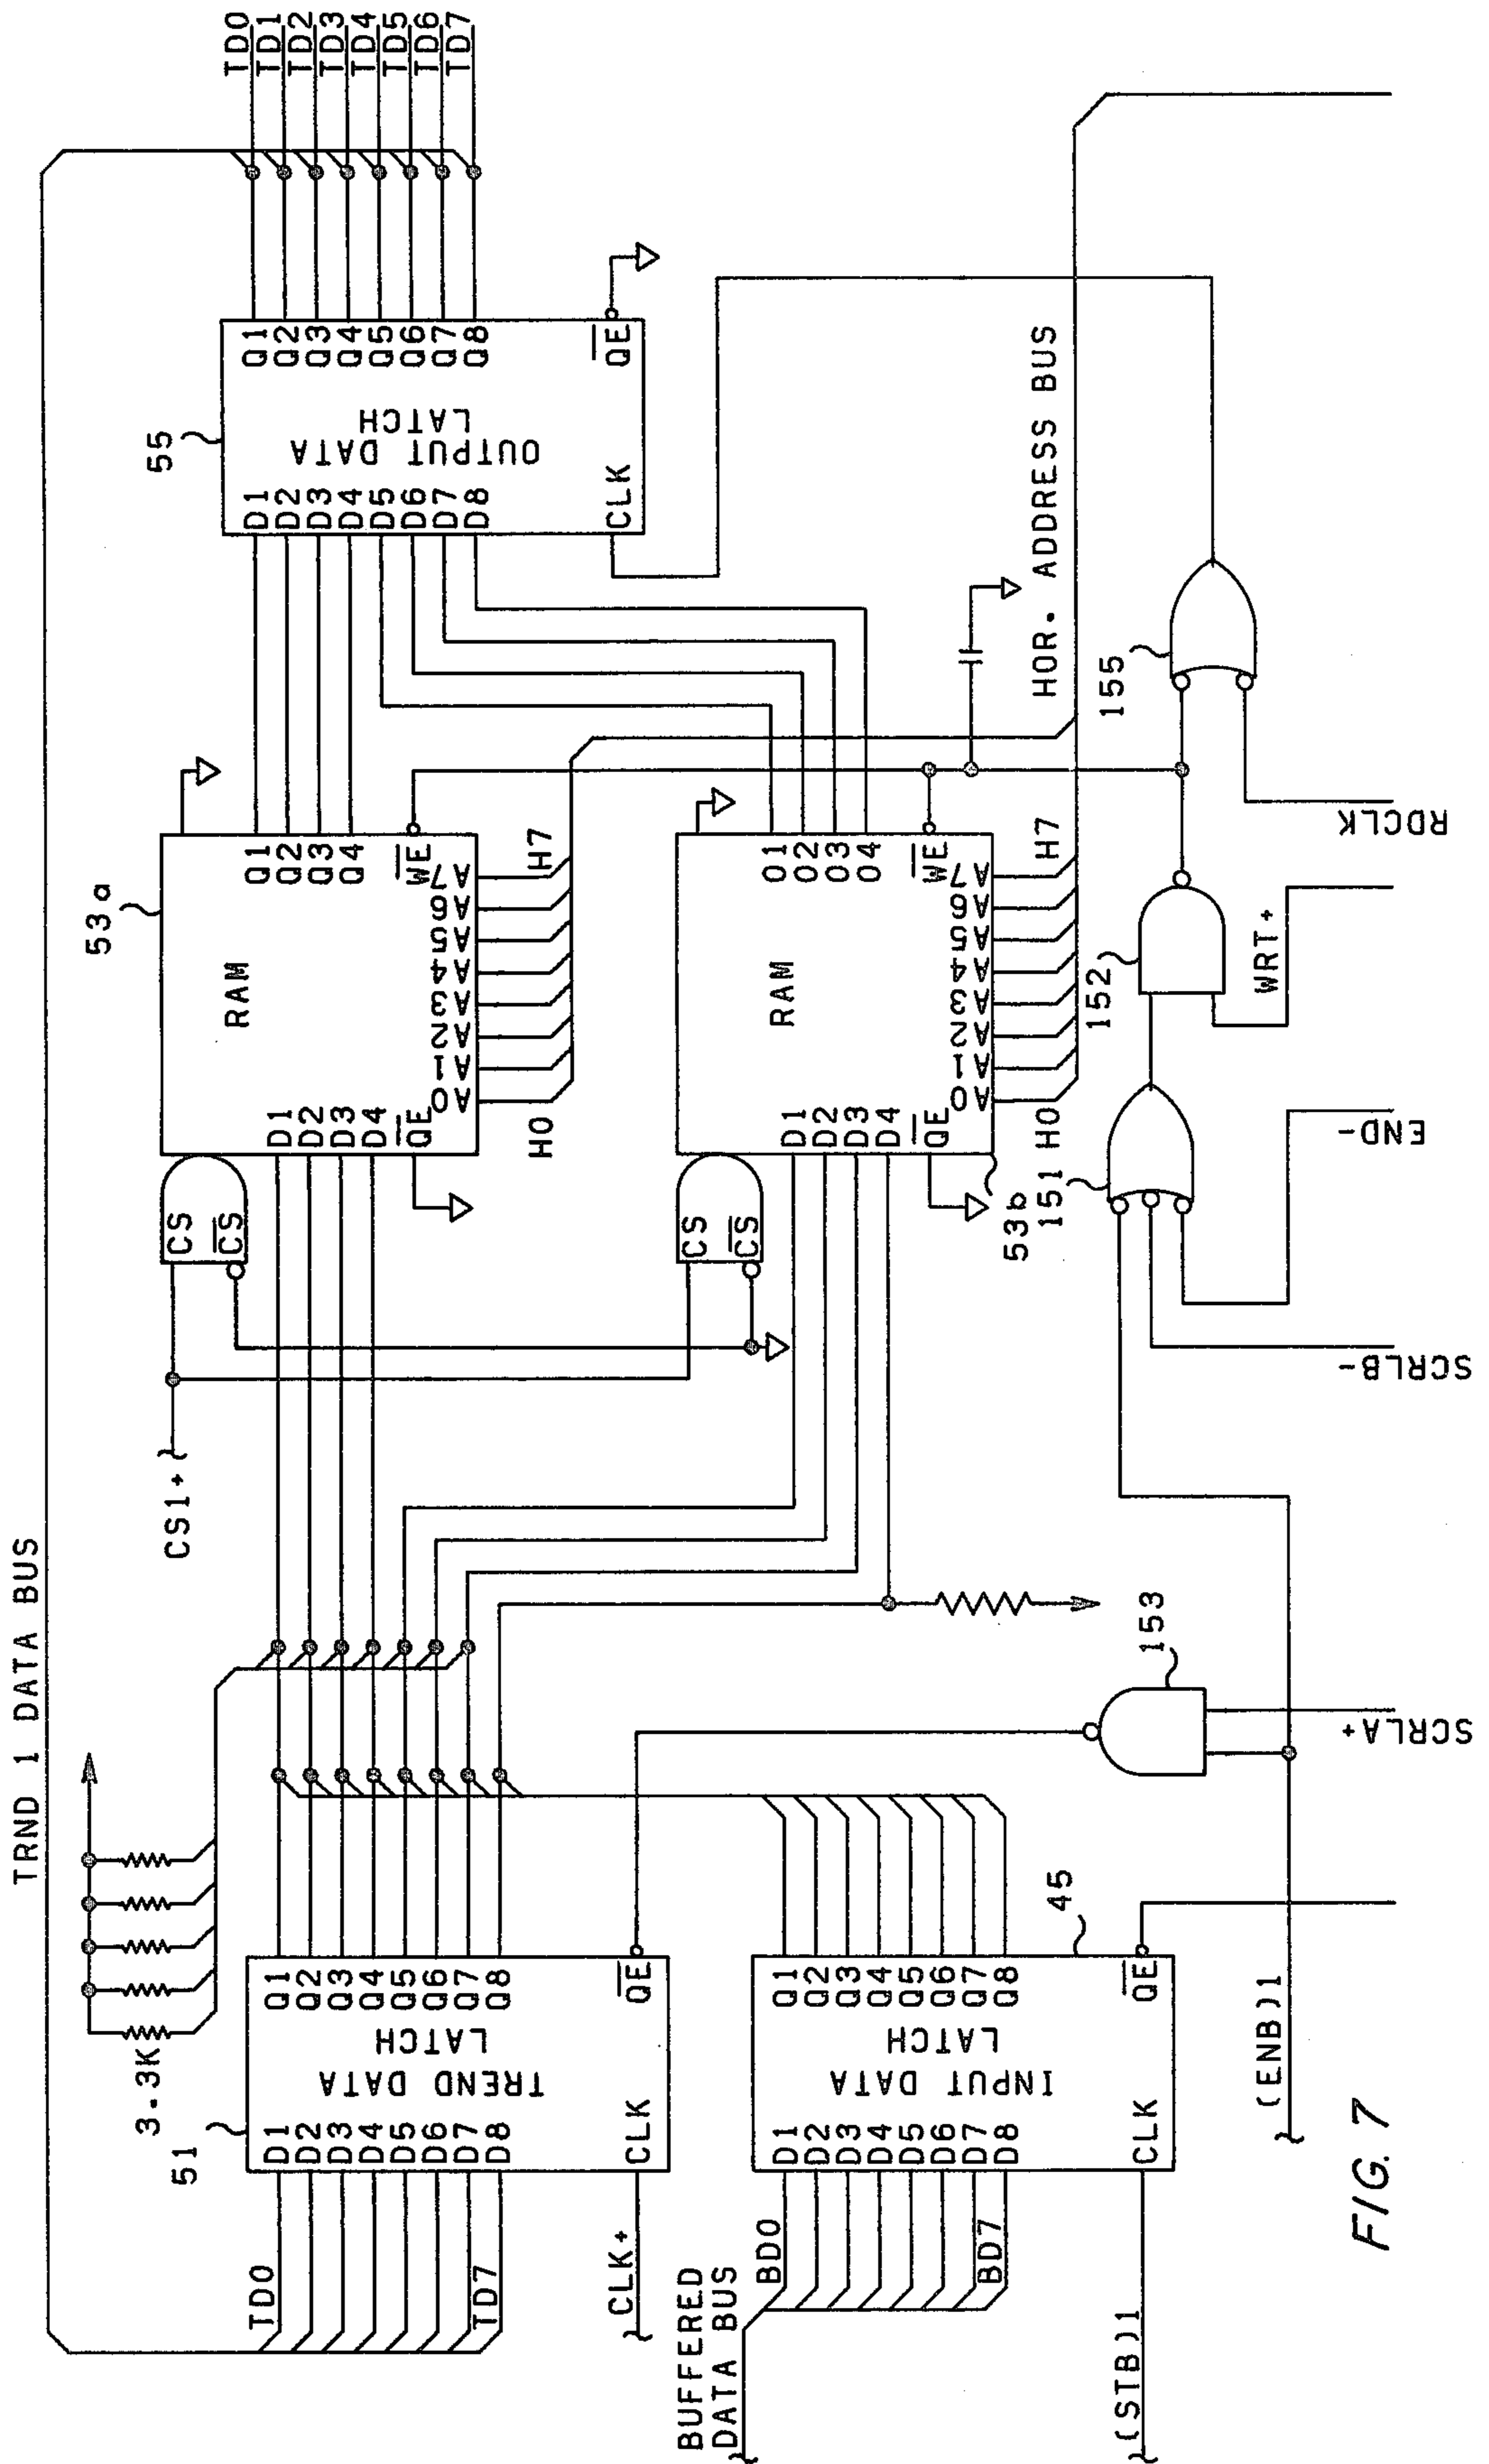 TRND 1 DATA BUS
3.3K
51
TD0
TD7
CLK+
D1
D2
D3
D4
D5
D6
D7
D8
CLK
TREND DATA
LATCH
Q1
Q2
Q3
Q4
Q5
Q6
Q7
Q8
QE
BUFFERED
DATA BUS
BD0
BD7
(STB)1
D1
D2
D3
D4
D5
D6
D7
D8
CLK
INPUT DATA
LATCH
Q1
Q2
Q3
Q4
Q5
Q6
Q7
Q8
QE
45
(ENB)1
153
SCRLA+
CS1+
CS
CS
53a
D1
D2
D3
D4
QE
RAM
Q1
Q2
Q3
Q4
WE
A0
A1
A2
A3
A4
A5
A6
A7
H0
H7
CS
CS
D1
D2
D3
D4
QE
RAM
O1
O2
O3
O4
WE
A0
A1
A2
A3
A4
A5
A6
A7
53b
H0
H7
151
SCRLB-
END-
152
WRT+
155
RDCLK
HOR. ADDRESS BUS
55
D1
D2
D3
D4
D5
D6
D7
D8
CLK
OUTPUT DATA
LATCH
Q1
Q2
Q3
Q4
Q5
Q6
Q7
Q8
QE
TD0
TD1
TD2
TD3
TD4
TD5
TD6
TD7
FIG. 7